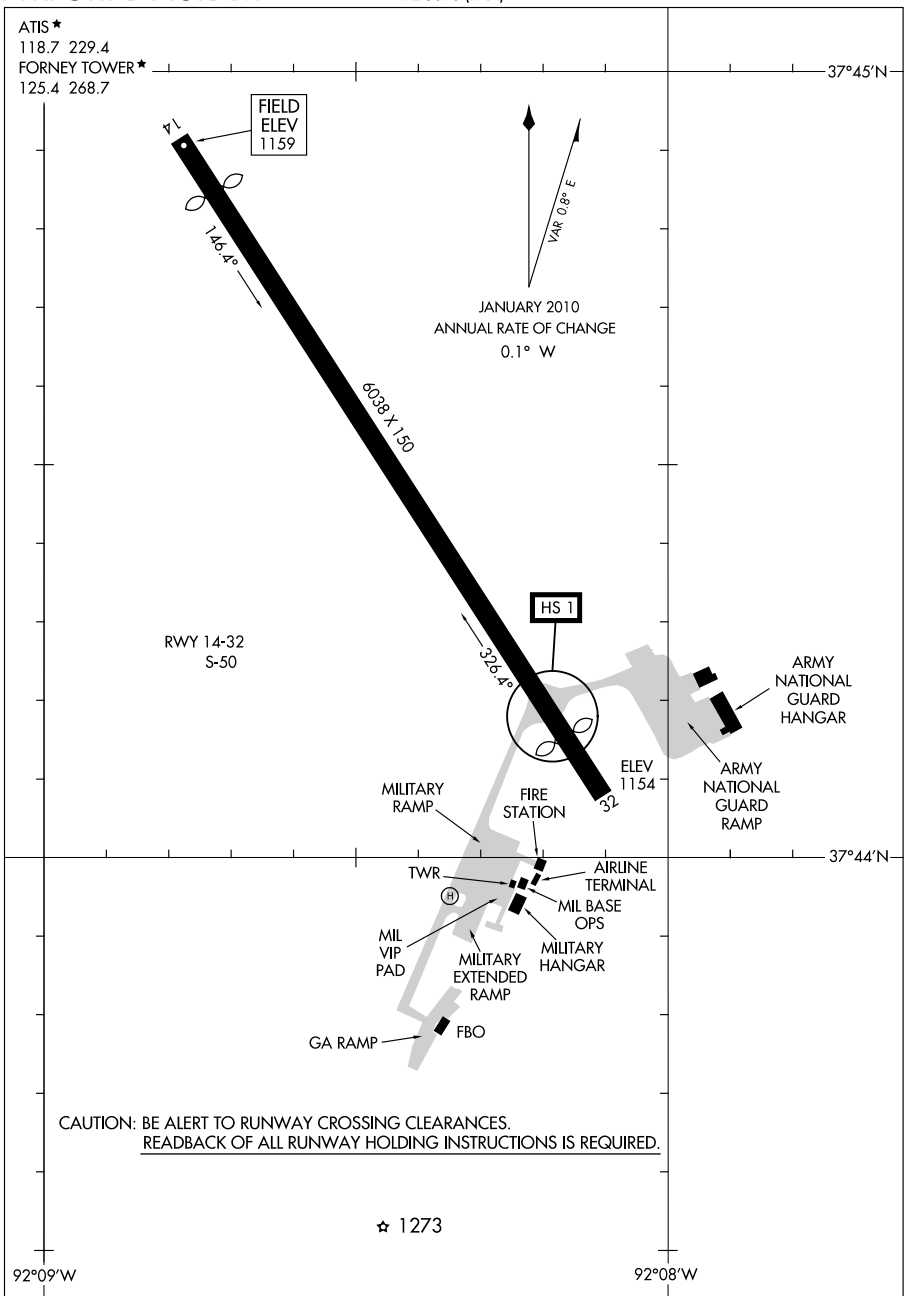 ATIS★
118.7 229.4
FORNEY TOWER★
125.4 268.7
37°45'N
14
FIELD
ELEV
1159
146.4°
VAR 0.8° E
JANUARY 2010
ANNUAL RATE OF CHANGE
0.1° W
6038 X 150
HS 1
RWY 14-32
S-50
326.4°
ARMY
NATIONAL
GUARD
HANGAR
ELEV
1154
32
ARMY
NATIONAL
GUARD
RAMP
MILITARY
RAMP
FIRE
STATION
37°44'N
TWR
AIRLINE
TERMINAL
H
MIL BASE
OPS
MIL
VIP
PAD
MILITARY
HANGAR
MILITARY
EXTENDED
RAMP
GA RAMP
FBO
CAUTION: BE ALERT TO RUNWAY CROSSING CLEARANCES.
READBACK OF ALL RUNWAY HOLDING INSTRUCTIONS IS REQUIRED.
1273
92°09'W
92°08'W